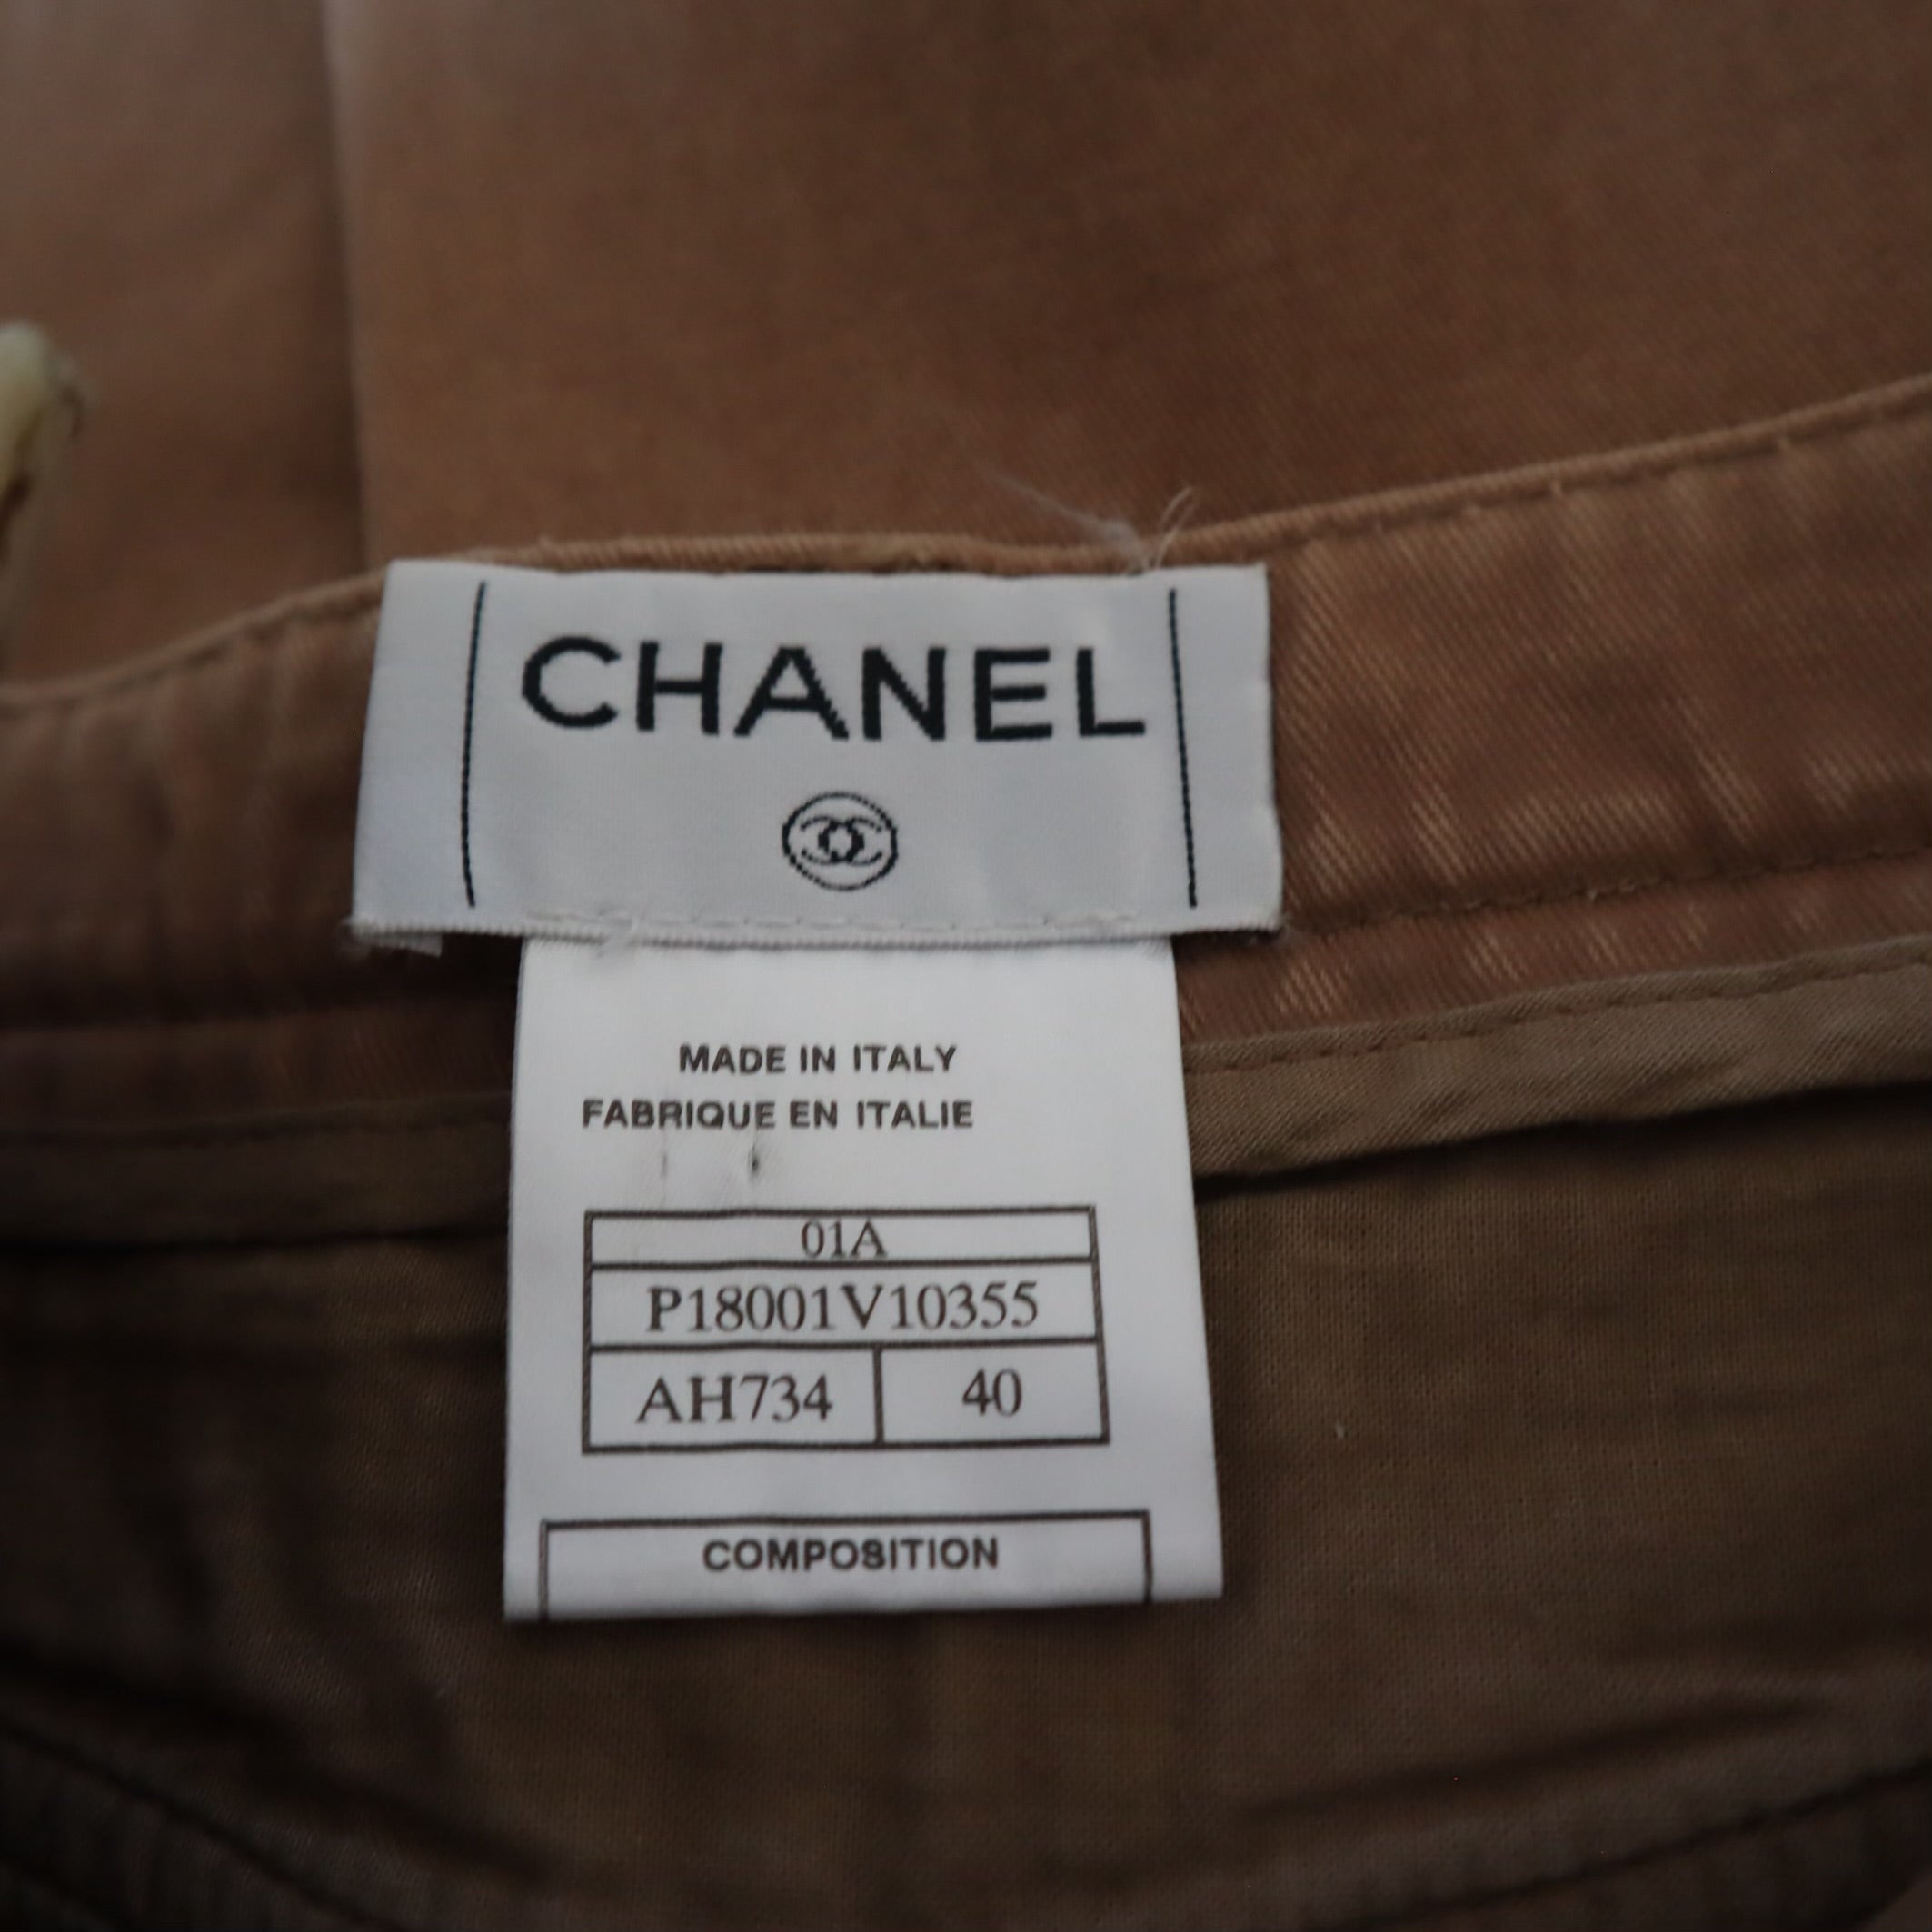 CHANEL
MADE IN ITALY
FABRIQUE EN ITALIE
01A
P18001V10355
AH734 40
COMPOSITION